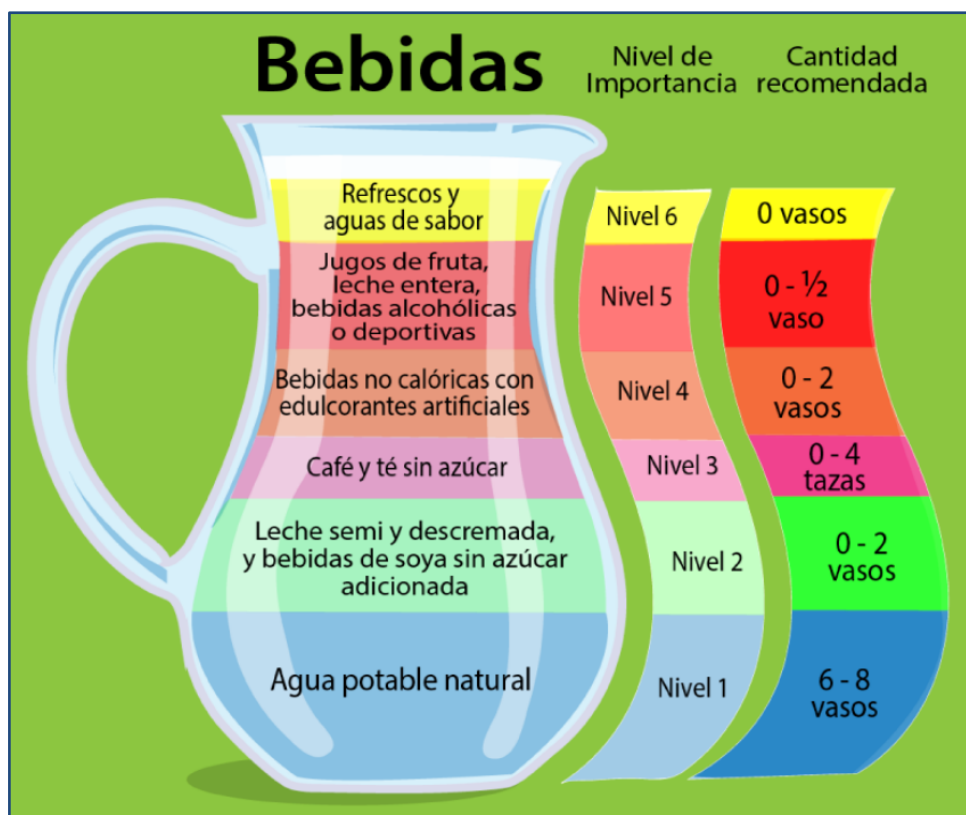 Bebidas
Nivel de
Importancia
Cantidad
recomendada
Refrescos y
aguas de sabor
Nivel 6
0 vasos
Jugos de fruta,
leche entera,
bebidas alcohólicas
o deportivas
Nivel 5
0 - ½
vaso
Bebidas no calóricas con
edulcorantes artificiales
Nivel 4
0 - 2
vasos
Café y té sin azúcar
Nivel 3
0 - 4
tazas
Leche semi y descremada,
y bebidas de soya sin azúcar
adicionada
Nivel 2
0 - 2
vasos
Agua potable natural
Nivel 1
6 - 8
vasos